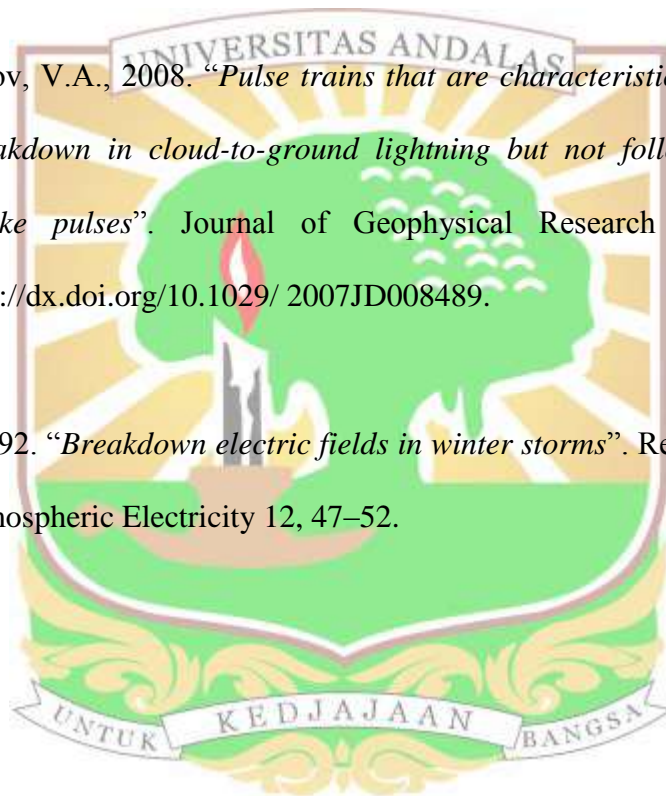 UNIVERSITAS ANDALAS
ov, V.A., 2008. “Pulse trains that are characteristic
akdown in cloud-to-ground lightning but not follo
ke pulses”. Journal of Geophysical Research
://dx.doi.org/10.1029/ 2007JD008489.
92. “Breakdown electric fields in winter storms”. Re
nospheric Electricity 12, 47–52.
UNTUK KEDJAJAAN BANGSA